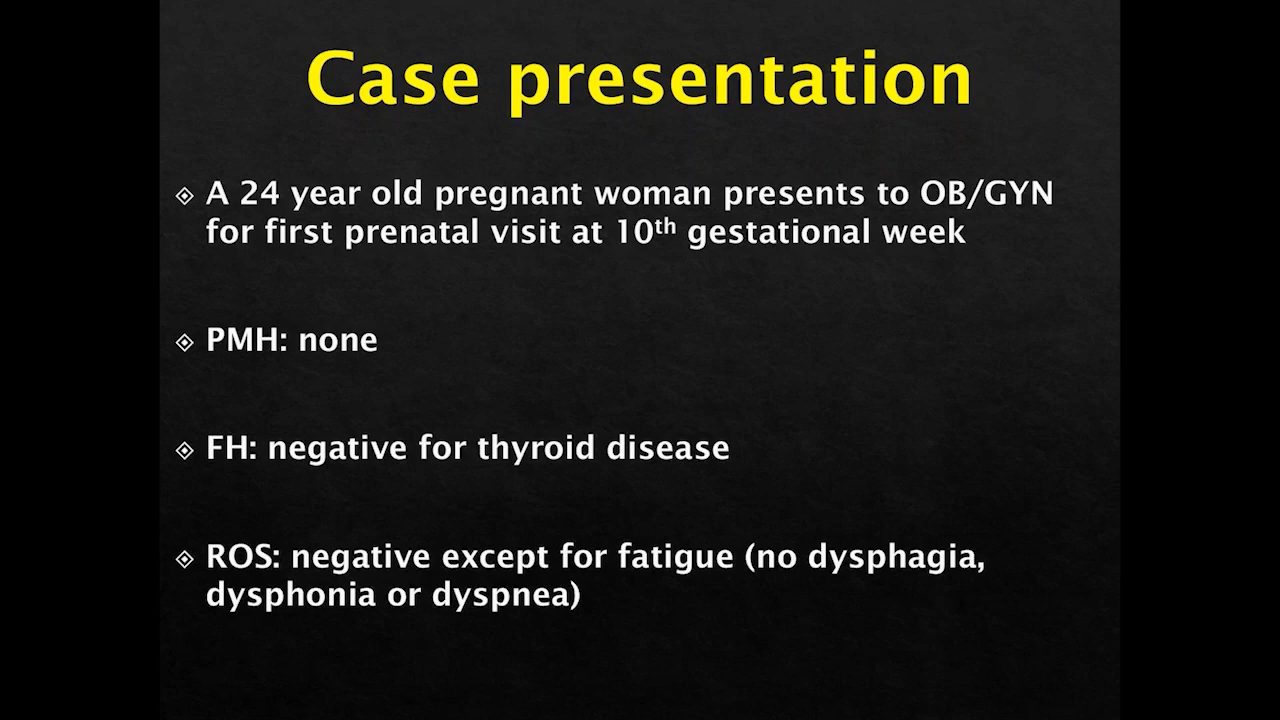 Case presentation
A 24 year old pregnant woman presents to OB/GYN
for first prenatal visit at 10th gestational week
PMH: none
FH: negative for thyroid disease
ROS: negative except for fatigue (no dysphagia,
dysphonia or dyspnea)